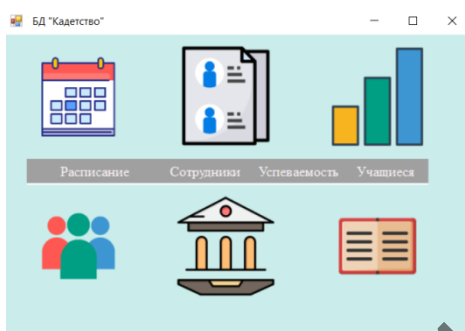 БД "Кадетство"
Расписание Сотрудники Успеваемость Учащиеся